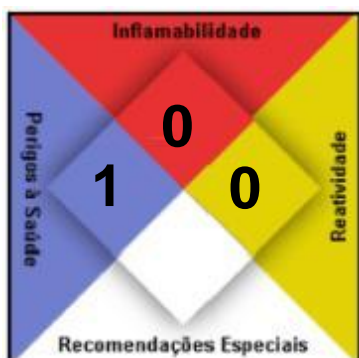 Inflamabilidade
0
Perigos à Saúde
1
0
Reatividade
Recomendações Especiais